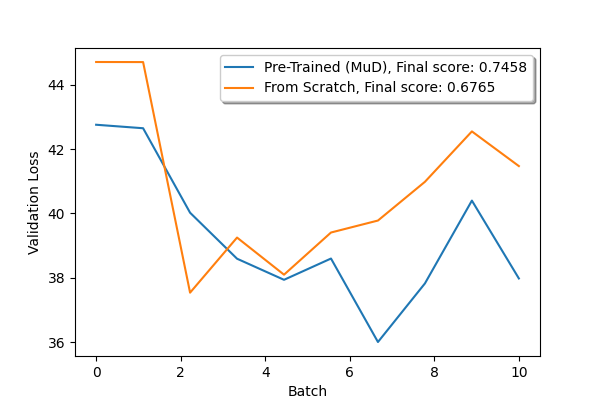 Pre-Trained (MuD), Final score: 0.7458
From Scratch, Final score: 0.6765
Validation Loss
44
42
40
38
36
0 2 4 6 8 10
Batch